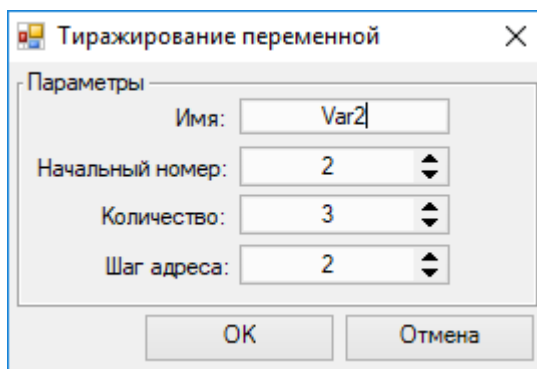 Тиражирование переменной
Параметры
Имя: Var2
Начальный номер: 2
Количество: 3
Шаг адреса: 2
OK Отмена